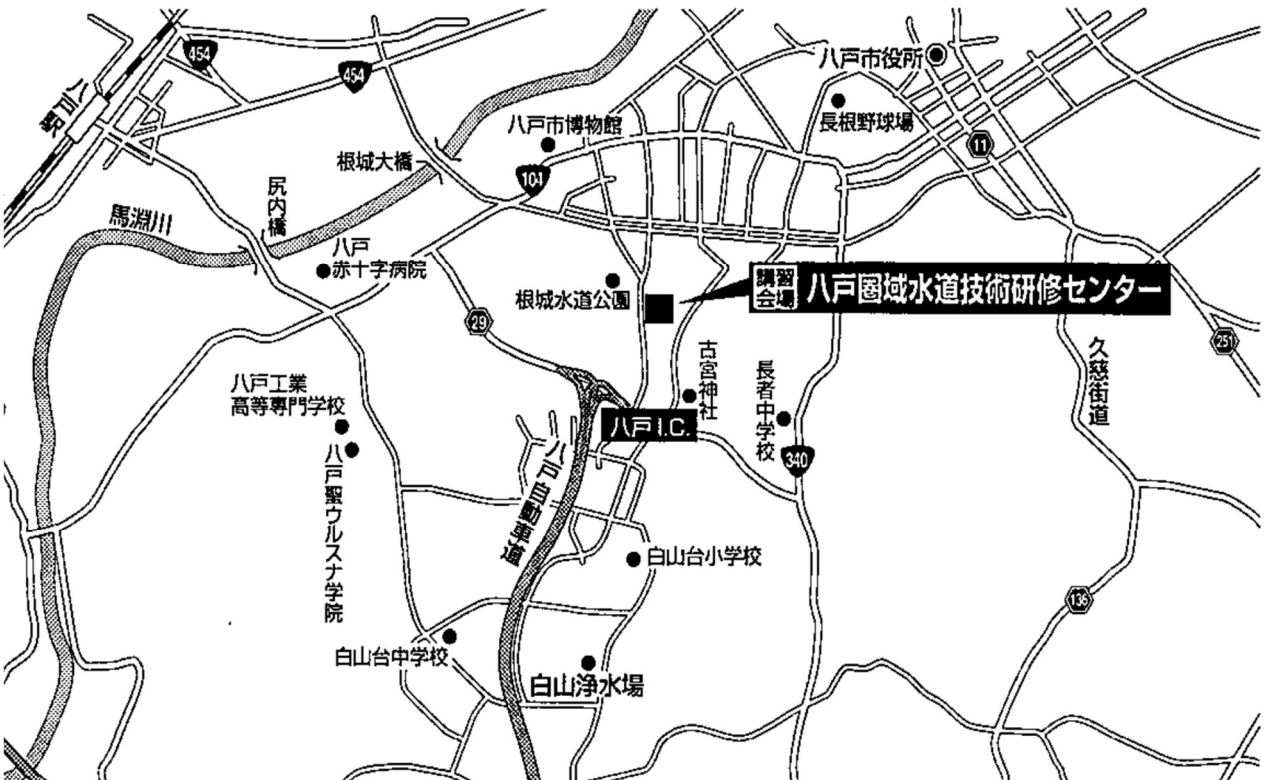 454
454
八戸市役所
八戸駅
長根野球場
八戸市博物館
11
根城大橋
104
尻内橋
馬淵川
八戸
赤十字病院
講習
会場
八戸圏域水道技術研修センター
根城水道公園
29
251
古宮神社
久慈街道
八戸工業
高等専門学校
長者中学校
八戸I.C.
八戸聖ウルスナ学院
340
八戸自動車道
白山台小学校
136
白山台中学校
白山浄水場